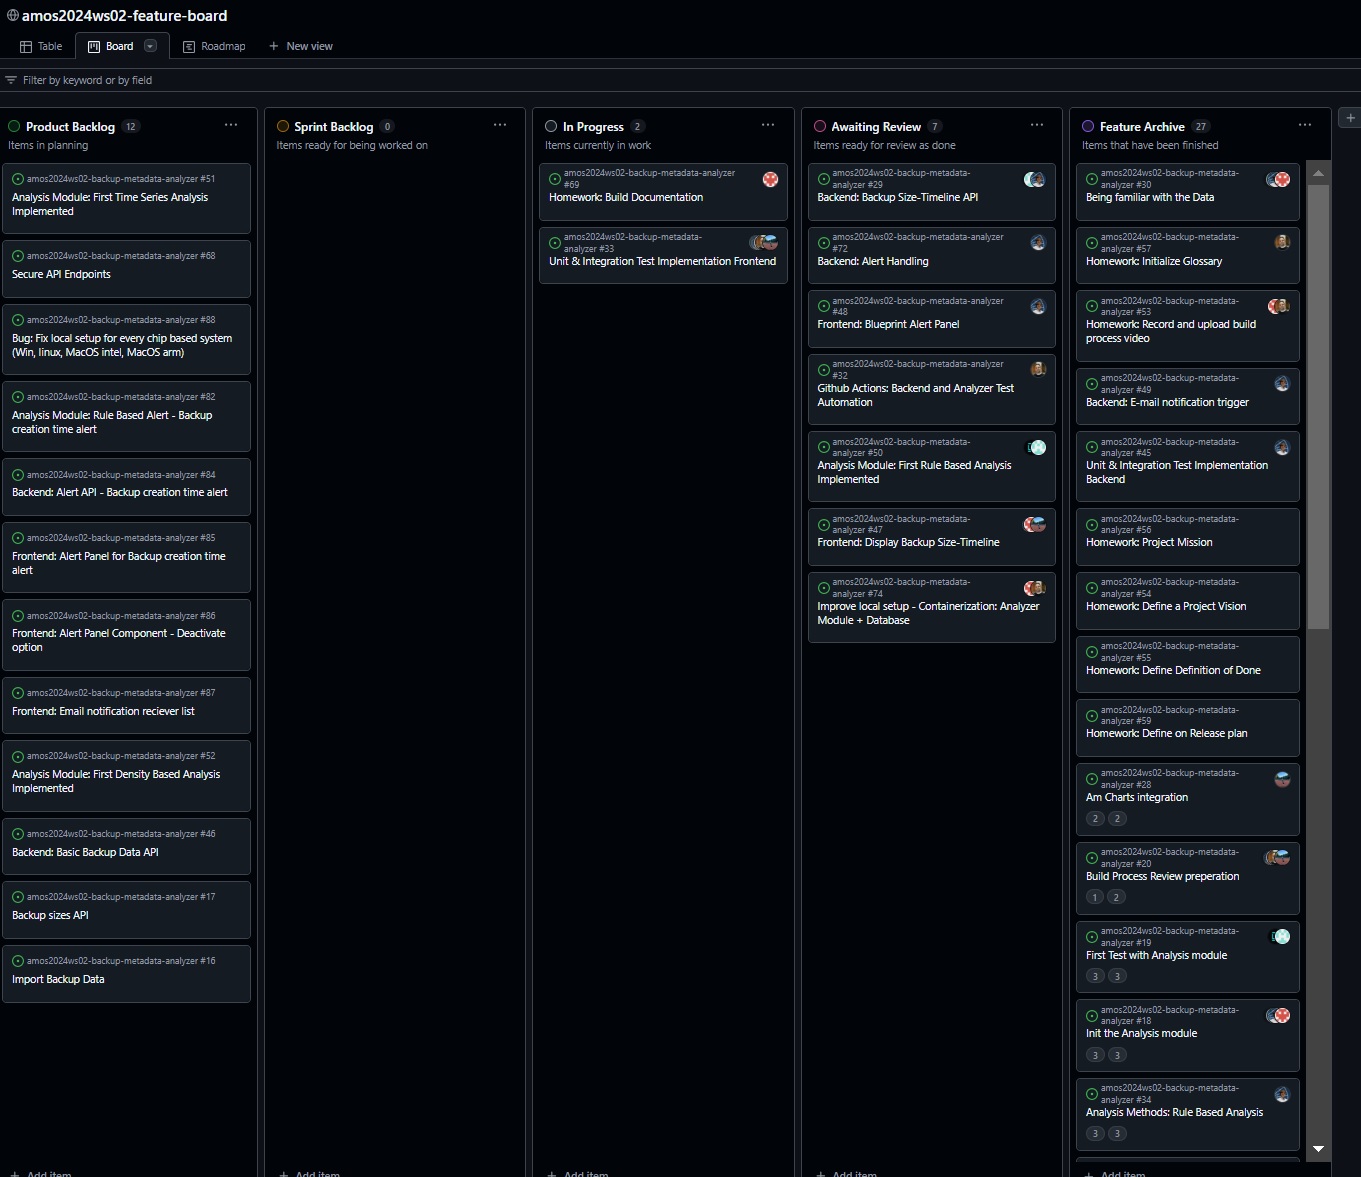 amos2024ws02-feature-board
Table
Board
Roadmap
New view
Filter by keyword or by field
Product Backlog 12
Items in planning
amos2024ws02-backup-metadata-analyzer #51
Analysis Module: First Time Series Analysis
Implemented
amos2024ws02-backup-metadata-analyzer #68
Secure API Endpoints
amos2024ws02-backup-metadata-analyzer #88
Bug: Fix local setup for every chip based system
(Win, linux, MacOS intel, MacOS arm)
amos2024ws02-backup-metadata-analyzer #82
Analysis Module: Rule Based Alert - Backup
creation time alert
amos2024ws02-backup-metadata-analyzer #84
Backend: Alert API - Backup creation time alert
amos2024ws02-backup-metadata-analyzer #85
Frontend: Alert Panel for Backup creation time
alert
amos2024ws02-backup-metadata-analyzer #86
Frontend: Alert Panel Component - Deactivate
option
amos2024ws02-backup-metadata-analyzer #87
Frontend: Email notification reciever list
amos2024ws02-backup-metadata-analyzer #52
Analysis Module: First Density Based Analysis
Implemented
amos2024ws02-backup-metadata-analyzer #46
Backend: Basic Backup Data API
amos2024ws02-backup-metadata-analyzer #17
Backup sizes API
amos2024ws02-backup-metadata-analyzer #16
Import Backup Data
Add item
Sprint Backlog 0
Items ready for being worked on
Add item
In Progress 2
Items currently in work
amos2024ws02-backup-metadata-analyzer
#69
Homework: Build Documentation
amos2024ws02-backup-metadata-
analyzer #33
Unit & Integration Test Implementation Frontend
Add item
Awaiting Review 7
Items ready for review as done
amos2024ws02-backup-metadata-
analyzer #29
Backend: Backup Size-Timeline API
amos2024ws02-backup-metadata-analyzer
#72
Backend: Alert Handling
amos2024ws02-backup-metadata-analyzer
#48
Frontend: Blueprint Alert Panel
amos2024ws02-backup-metadata-analyzer
#32
Github Actions: Backend and Analyzer Test
Automation
amos2024ws02-backup-metadata-
analyzer #50
Analysis Module: First Rule Based Analysis
Implemented
amos2024ws02-backup-metadata-
analyzer #47
Frontend: Display Backup Size-Timeline
amos2024ws02-backup-metadata-
analyzer #74
Improve local setup - Containerization: Analyzer
Module + Database
Add item
Feature Archive 27
Items that have been finished
amos2024ws02-backup-metadata-
analyzer #30
Being familiar with the Data
amos2024ws02-backup-metadata-
analyzer #57
Homework: Initialize Glossary
amos2024ws02-backup-metadata-
analyzer #53
Homework: Record and upload build
process video
amos2024ws02-backup-metadata-
analyzer #49
Backend: E-mail notification trigger
amos2024ws02-backup-metadata-
analyzer #45
Unit & Integration Test Implementation
Backend
amos2024ws02-backup-metadata-
analyzer #56
Homework: Project Mission
amos2024ws02-backup-metadata-
analyzer #54
Homework: Define a Project Vision
amos2024ws02-backup-metadata-
analyzer #55
Homework: Define Definition of Done
amos2024ws02-backup-metadata-
analyzer #59
Homework: Define on Release plan
amos2024ws02-backup-metadata-
analyzer #28
Am Charts integration
2 2
amos2024ws02-backup-metadata-
analyzer #20
Build Process Review preperation
1 2
amos2024ws02-backup-metadata-
analyzer #19
First Test with Analysis module
3 3
amos2024ws02-backup-metadata-
analyzer #18
Init the Analysis module
3 3
amos2024ws02-backup-metadata-
analyzer #34
Analysis Methods: Rule Based Analysis
3 3
Add item